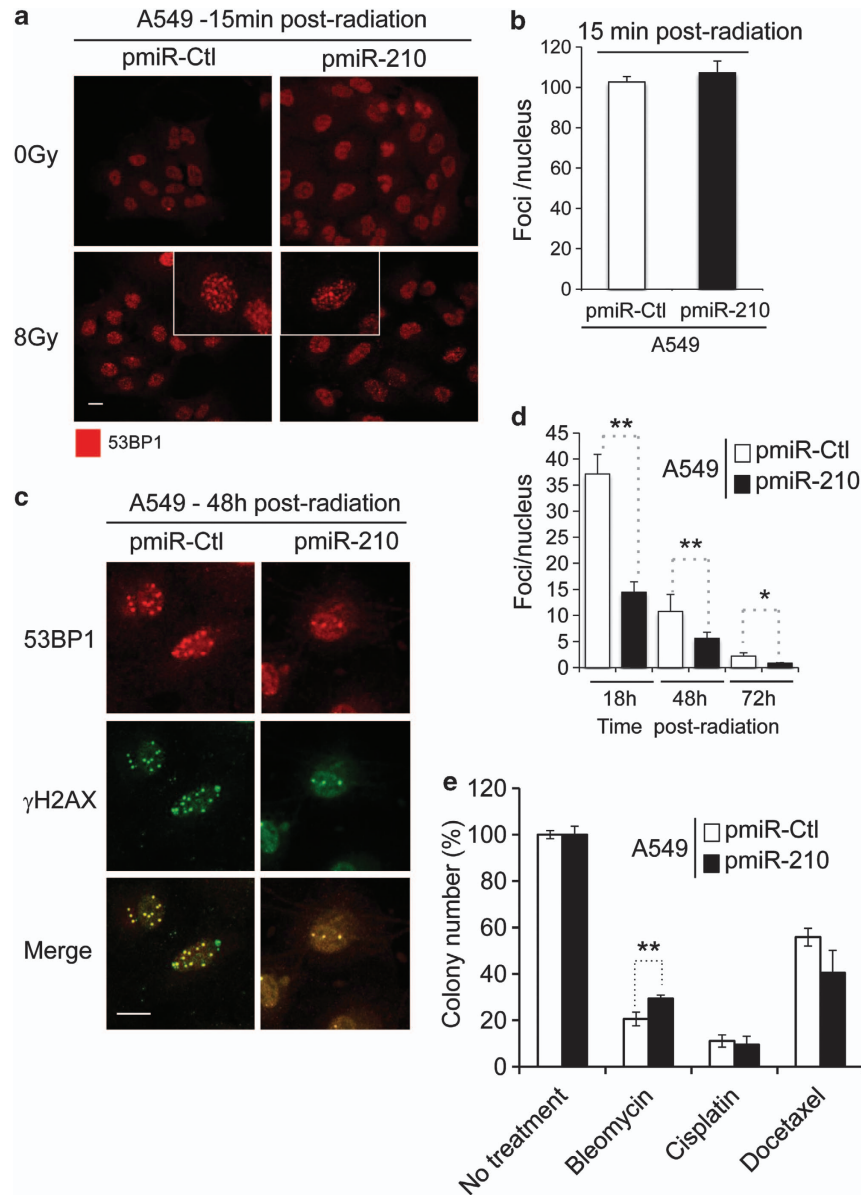 a
A549 -15min post-radiation
pmiR-Ctl pmiR-210
0Gy
8Gy
53BP1
b
15 min post-radiation
Foci /nucleus
120
100
80
60
40
20
0
pmiR-Ctl pmiR-210
A549
c
A549 - 48h post-radiation
pmiR-Ctl pmiR-210
53BP1
γH2AX
Merge
d
Foci/nucleus
45
40
35
30
25
20
15
10
5
0
**
**
*
A549
pmiR-Ctl
pmiR-210
18h 48h 72h
Time post-radiation
e
Colony number (%)
120
100
80
60
40
20
0
**
A549
pmiR-Ctl
pmiR-210
No treatment
Bleomycin
Cisplatin
Docetaxel